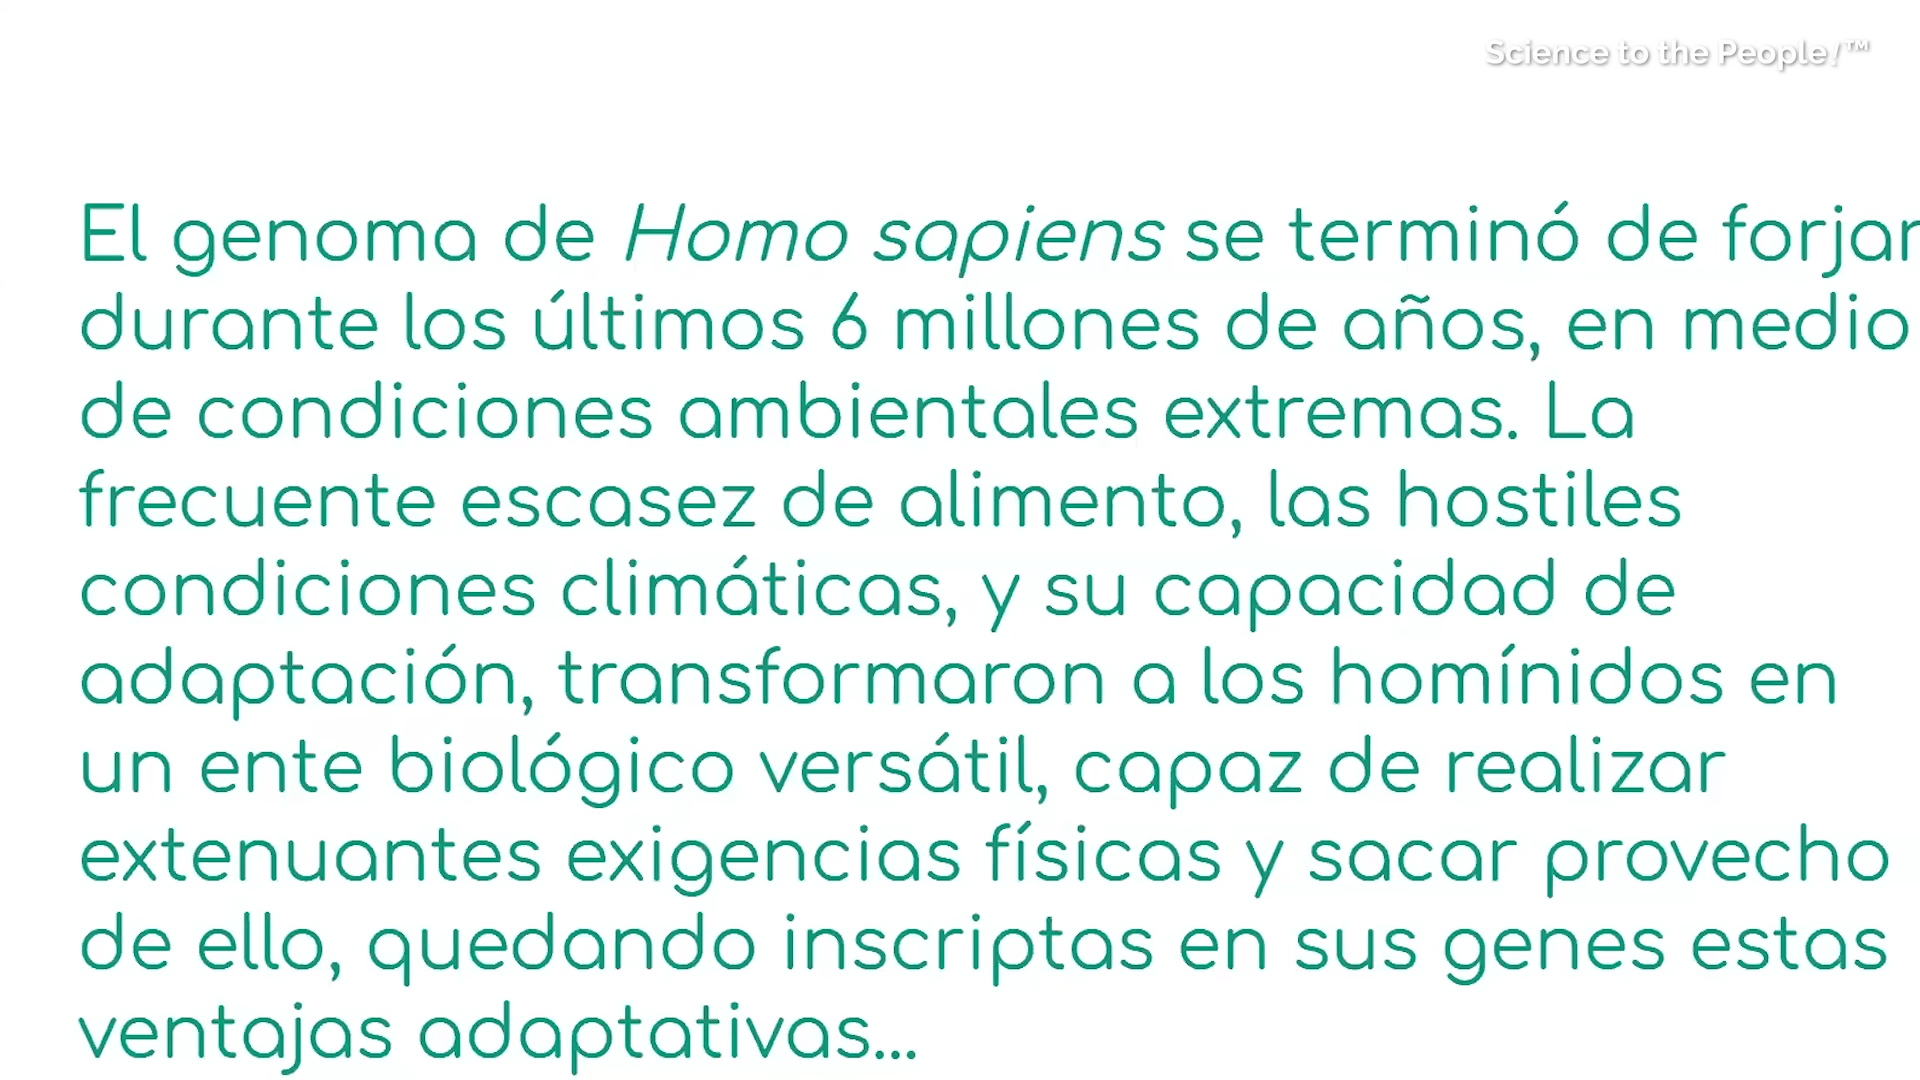 Science to the People!™
El genoma de Homo sapiens se terminó de forjar
durante los últimos 6 millones de años, en medio
de condiciones ambientales extremas. La
frecuente escasez de alimento, las hostiles
condiciones climáticas, y su capacidad de
adaptación, transformaron a los homínidos en
un ente biológico versátil, capaz de realizar
extenuantes exigencias físicas y sacar provecho
de ello, quedando inscriptas en sus genes estas
ventajas adaptativas...